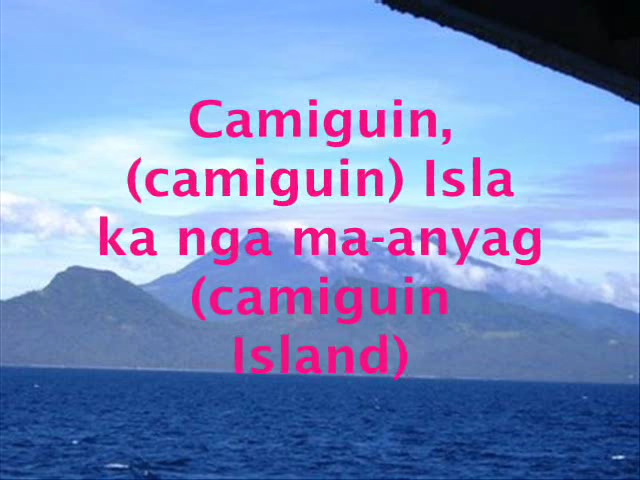 Camiguin,
(camiguin) Isla
ka nga ma-anyag
(camiguin
Island)